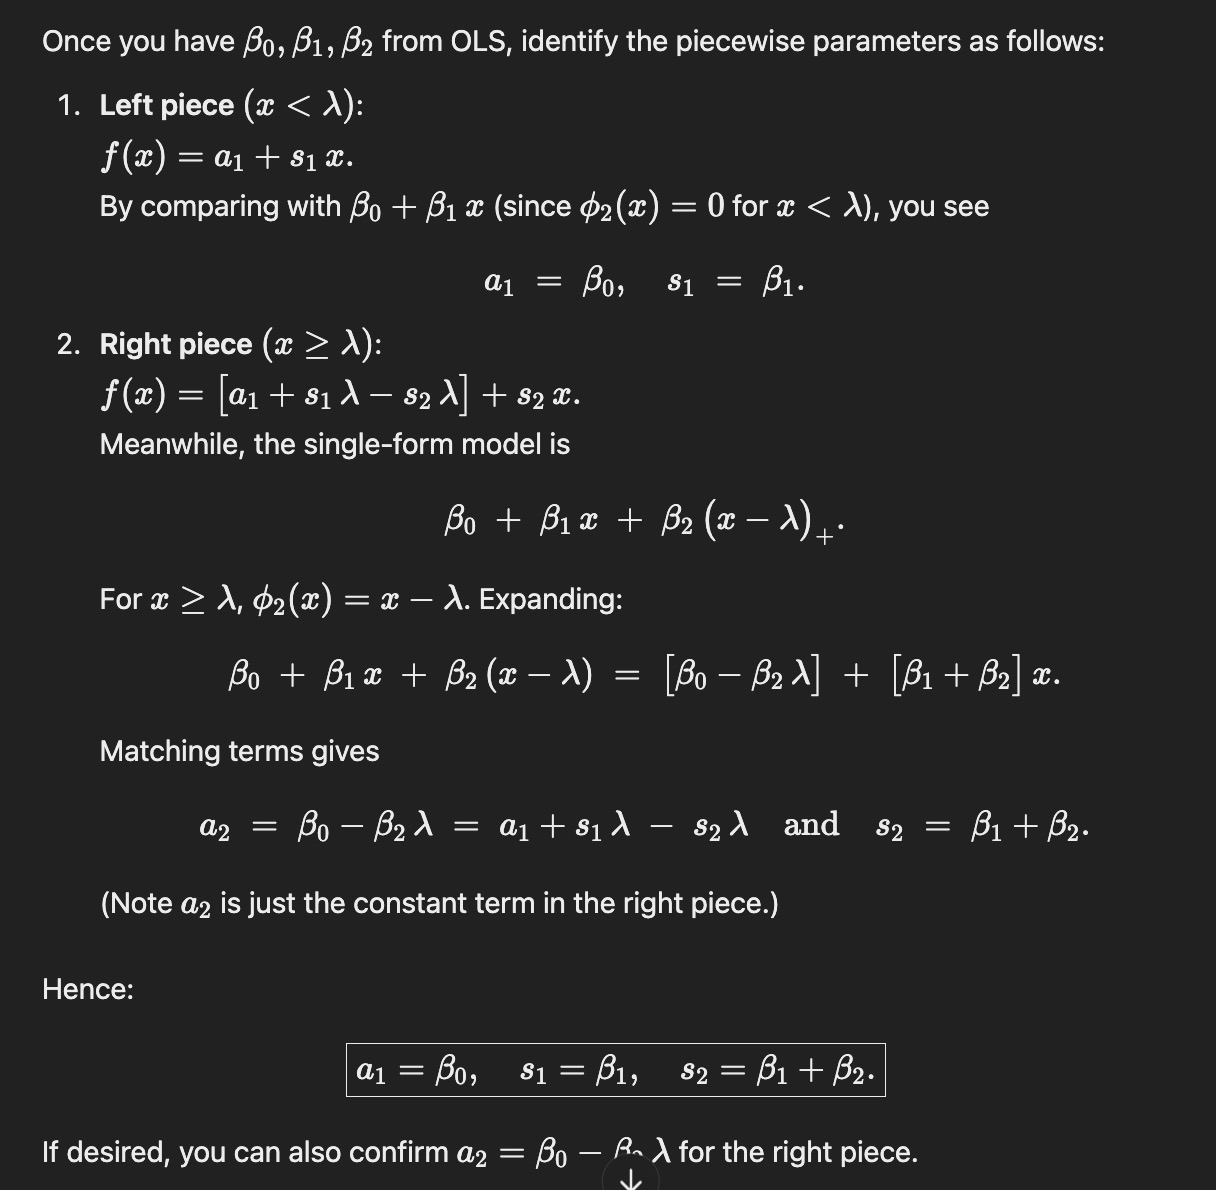 Once you have β₀, β₁, β₂ from OLS, identify the piecewise parameters as follows:
1. Left piece (x < λ):
f(x) = a₁ + s₁ x.
By comparing with β₀ + β₁ x (since ϕ₂(x) = 0 for x < λ), you see
a₁ = β₀, s₁ = β₁.
2. Right piece (x ≥ λ):
f(x) = [a₁ + s₁ λ − s₂ λ] + s₂ x.
Meanwhile, the single-form model is
β₀ + β₁ x + β₂ (x − λ)₊.
For x ≥ λ, ϕ₂(x) = x − λ. Expanding:
β₀ + β₁ x + β₂ (x − λ) = [β₀ − β₂ λ] + [β₁ + β₂] x.
Matching terms gives
a₂ = β₀ − β₂ λ = a₁ + s₁ λ − s₂ λ and s₂ = β₁ + β₂.
(Note a₂ is just the constant term in the right piece.)
Hence:
a₁ = β₀, s₁ = β₁, s₂ = β₁ + β₂.
If desired, you can also confirm a₂ = β₀ − β₂ λ for the right piece.